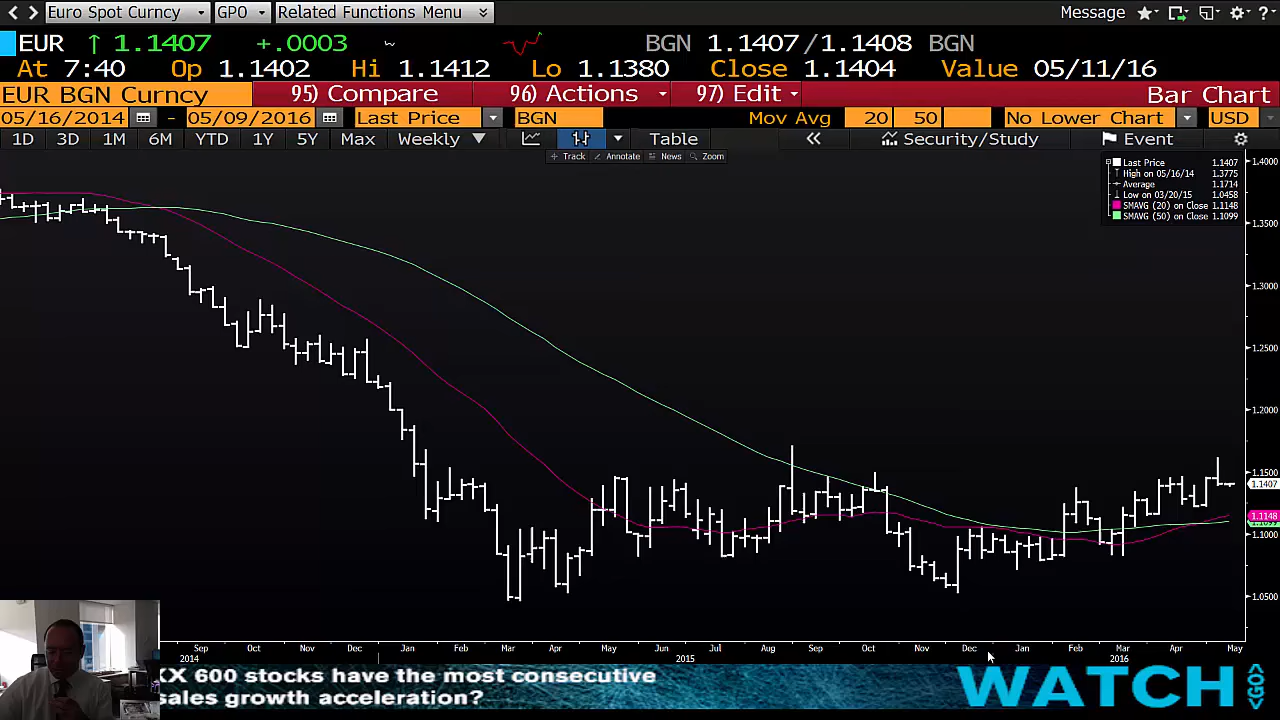 Euro Spot Curncy GPO Related Functions Menu Message
EUR ↑ 1.1407 +.0003 BGN 1.1407/1.1408 BGN
At 7:40 Op 1.1402 Hi 1.1412 Lo 1.1380 Close 1.1404 Value 05/11/16
EUR BGN Curncy 95) Compare 96) Actions 97) Edit Bar Chart
05/16/2014 - 05/09/2016 Last Price BGN Mov Avg 20 50 No Lower Chart USD
1D 3D 1M 6M YTD 1Y 5Y Max Weekly Table « Security/Study Event
Track Annotate News Zoom
Last Price 1.1407
High on 05/16/14 1.3775
Average 1.1714
Low on 03/20/15 1.0458
SMAVG (20) on Close 1.1148
SMAVG (50) on Close 1.1099
1.4000
1.3500
1.3000
1.2500
1.2000
1.1500
1.1407
1.1148
1.1099
1.1000
1.0500
Sep Oct Nov Dec Jan Feb Mar Apr May Jun Jul Aug Sep Oct Nov Dec Jan Feb Mar Apr May
2014 2015 2016
XX 600 stocks have the most consecutive
sales growth acceleration?
WATCH
GO>